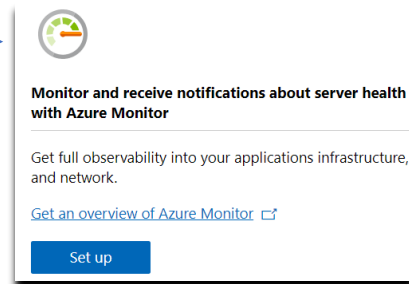 Monitor and receive notifications about server health
with Azure Monitor
Get full observability into your applications infrastructure,
and network.
Get an overview of Azure Monitor
Set up